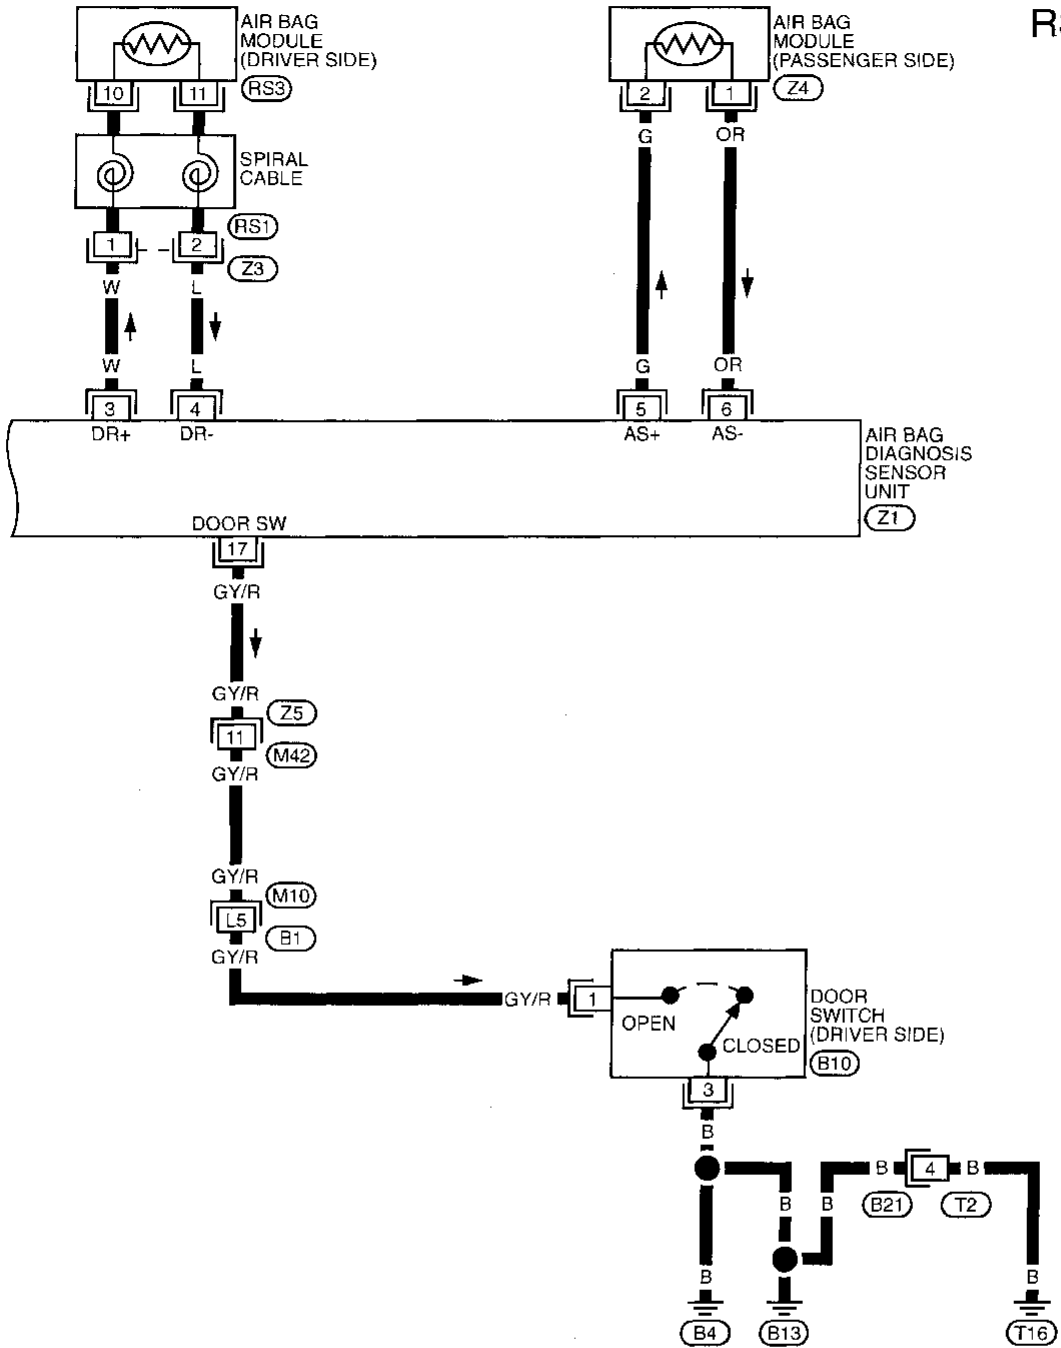 AIR BAG
MODULE
(DRIVER SIDE)
RS3
10
11
SPIRAL
CABLE
RS1
1
2
Z3
W
L
W
L
3
4
DR+
DR-
AIR BAG
MODULE
(PASSENGER SIDE)
Z4
2
1
G
OR
G
OR
5
6
AS+
AS-
AIR BAG
DIAGNOSIS
SENSOR
UNIT
Z1
DOOR SW
17
GY/R
GY/R
Z5
11
M42
GY/R
GY/R
M10
L5
B1
GY/R
GY/R
1
OPEN
CLOSED
DOOR
SWITCH
(DRIVER SIDE)
B10
3
B
B
4
B
B21
T2
B
B
B
B
B4
B13
T16